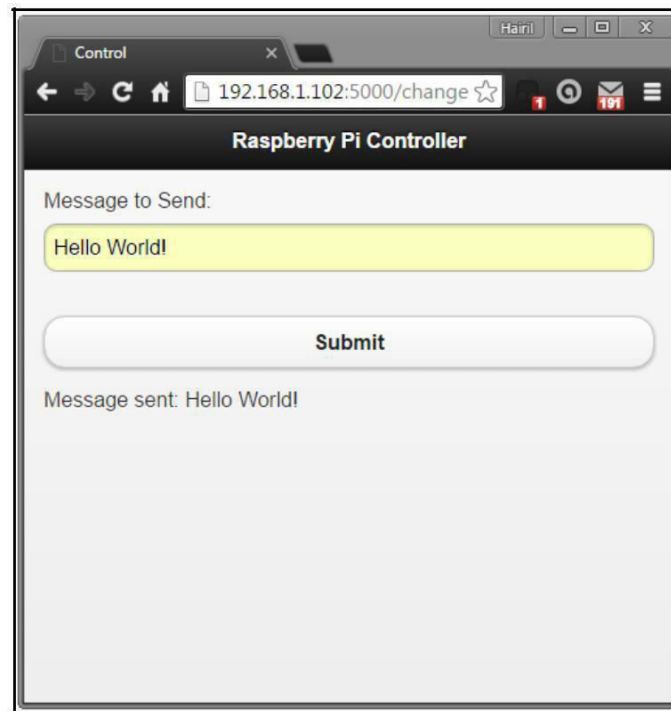 Hairil
Control
192.168.1.102:5000/change
1
191
Raspberry Pi Controller
Message to Send:
Hello World!
Submit
Message sent: Hello World!